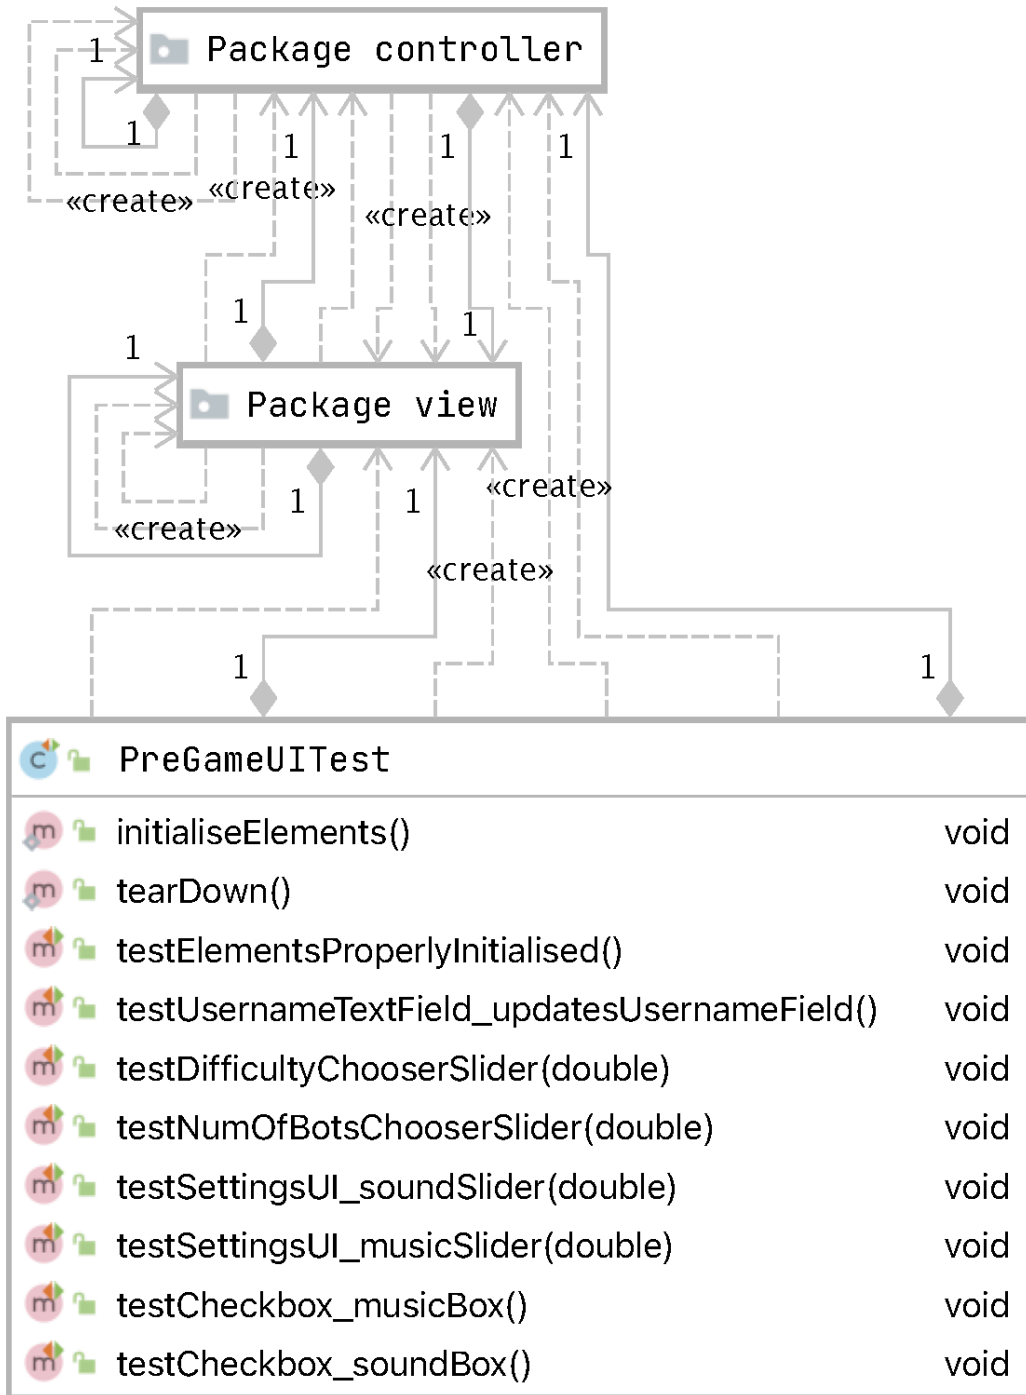 Package controller
1
1
1
1
1
«create»
«create»
«create»
1
1
1
Package view
1
1
«create»
«create»
«create»
1
1
PreGameUITest
initialiseElements() void
tearDown() void
testElementsProperlyInitialised() void
testUsernameTextField_updatesUsernameField() void
testDifficultyChooserSlider(double) void
testNumOfBotsChooserSlider(double) void
testSettingsUI_soundSlider(double) void
testSettingsUI_musicSlider(double) void
testCheckbox_musicBox() void
testCheckbox_soundBox() void